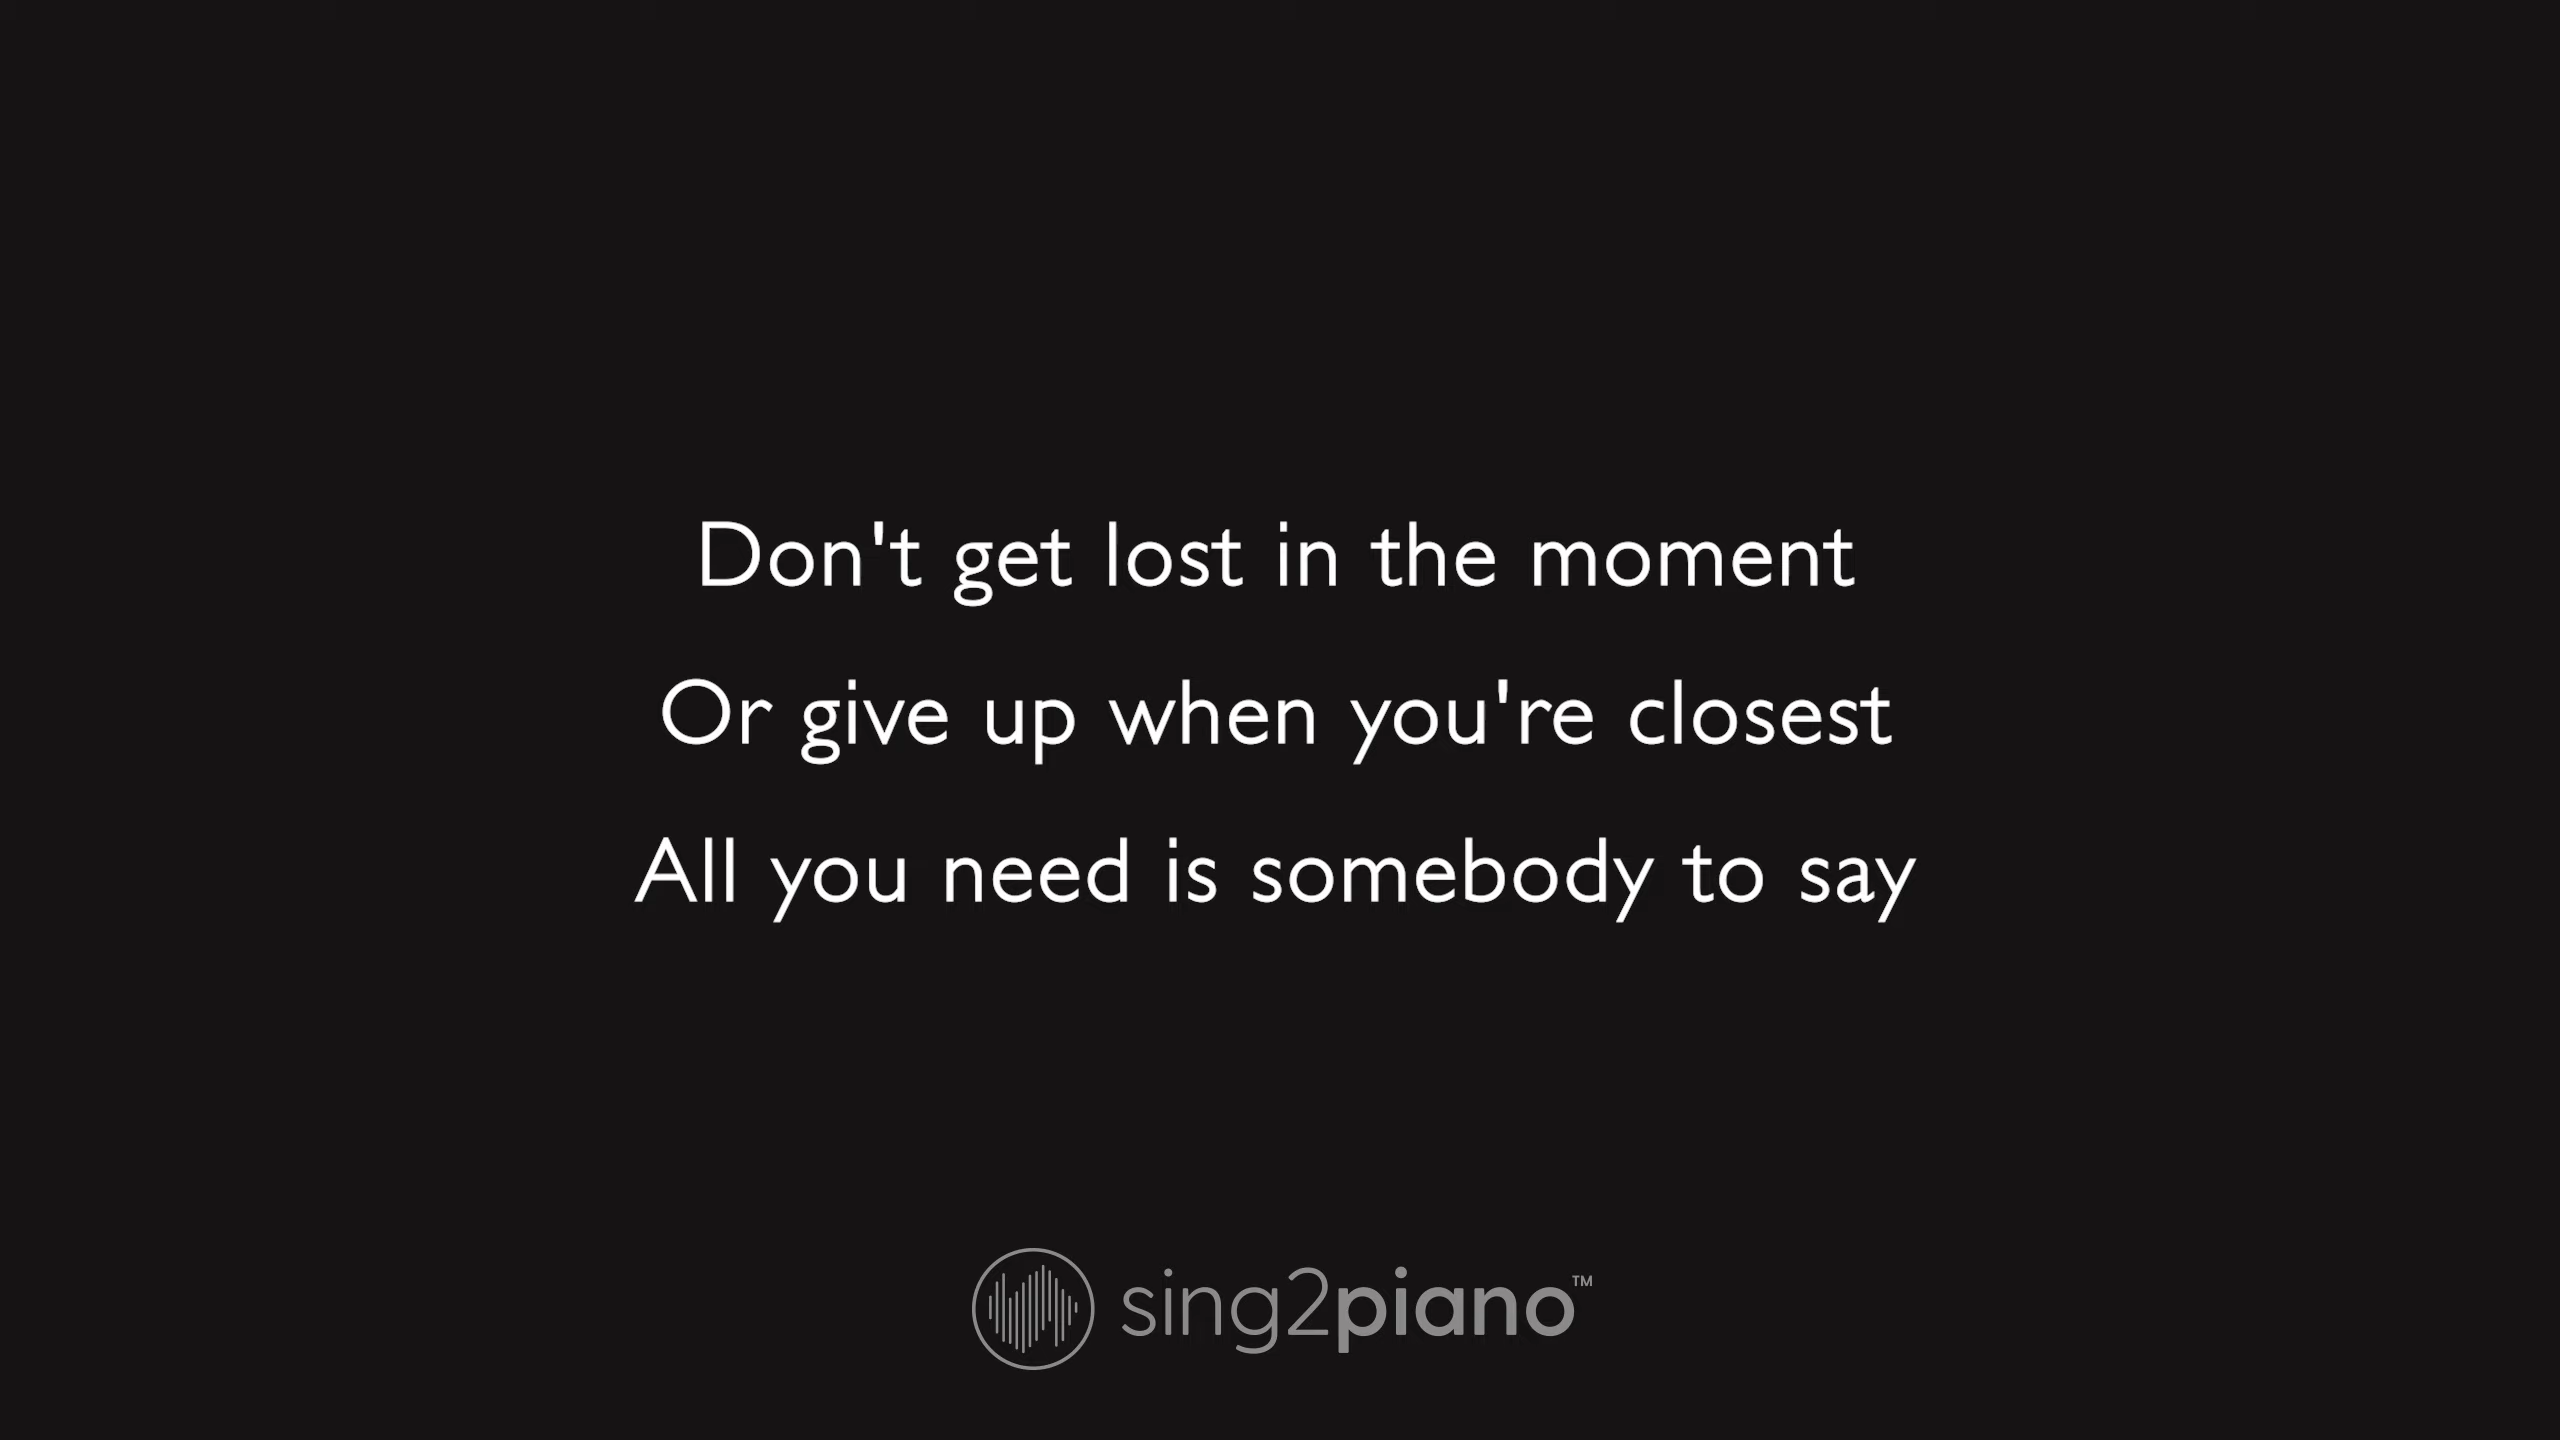 Don't get lost in the moment
Or give up when you're closest
All you need is somebody to say
sing2piano™